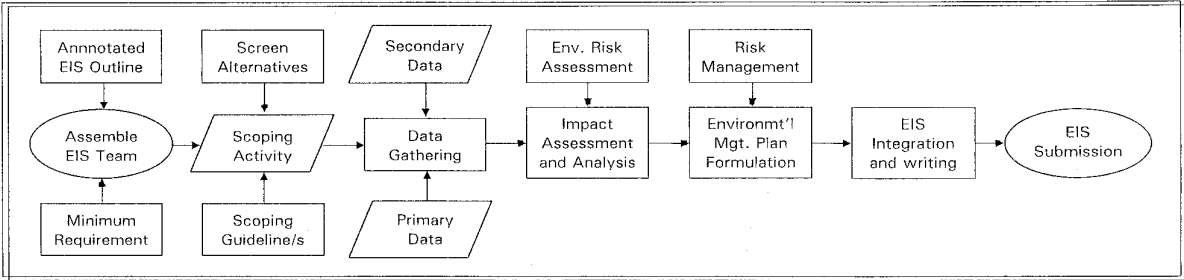 Annnotated
EIS Outline
Screen
Alternatives
Secondary
Data
Env. Risk
Assessment
Risk
Management
Assemble
EIS Team
Scoping
Activity
Data
Gathering
Impact
Assessment
and Analysis
Environmt'l
Mgt. Plan
Formulation
EIS
Integration
and writing
EIS
Submission
Minimum
Requirement
Scoping
Guideline/s
Primary
Data